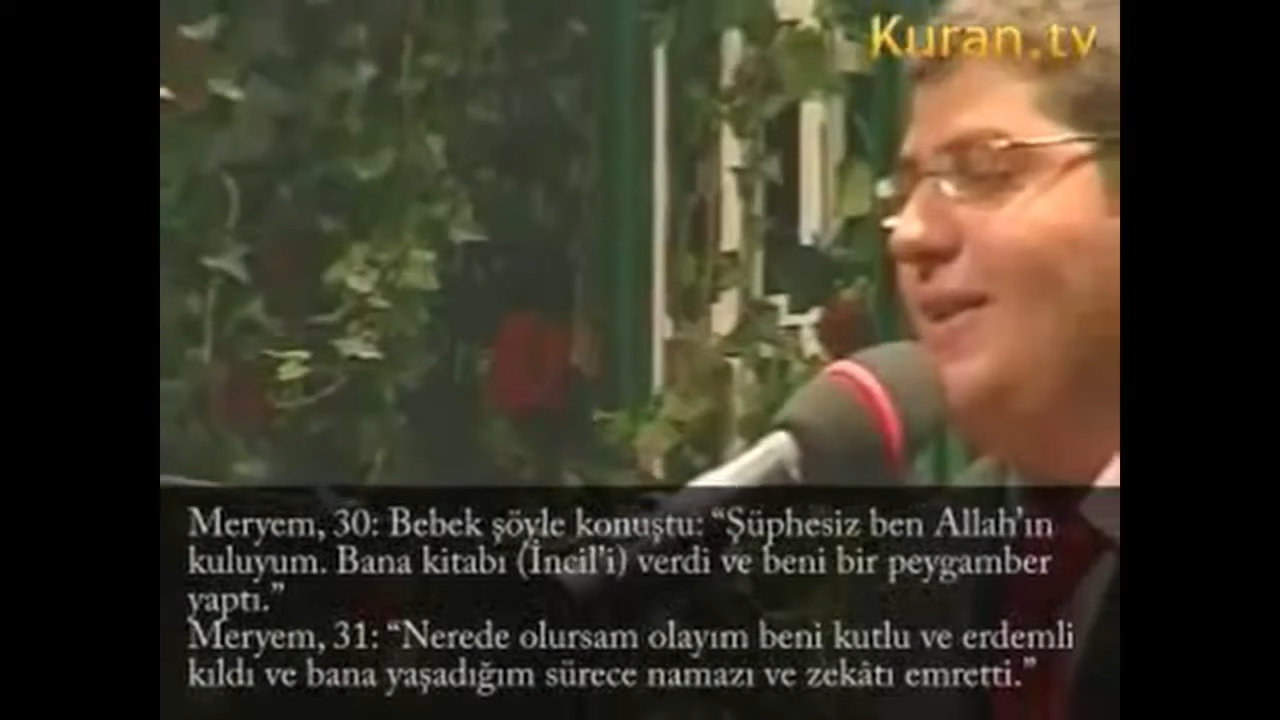 Kuran.tv
Meryem, 30: Bebek şöyle konuştu: “Şüphesiz ben Allah’ın
kuluyum. Bana kitabı (İncil’i) verdi ve beni bir peygamber
yaptı.”
Meryem, 31: “Nerede olursam olayım beni kutlu ve erdemli
kıldı ve bana yaşadığım sürece namazı ve zekâtı emretti.”